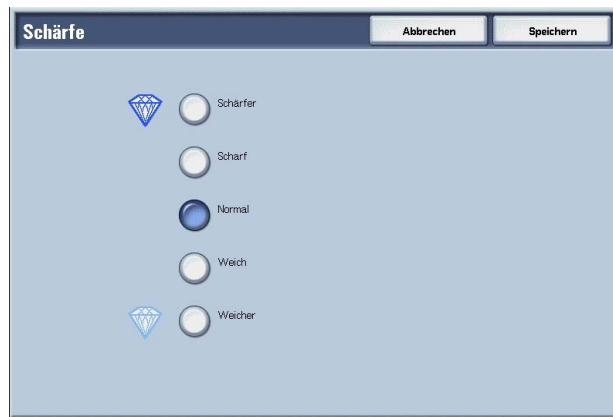 Schärfe
Abbrechen
Speichern
Schärfer
Scharf
Normal
Weich
Weicher